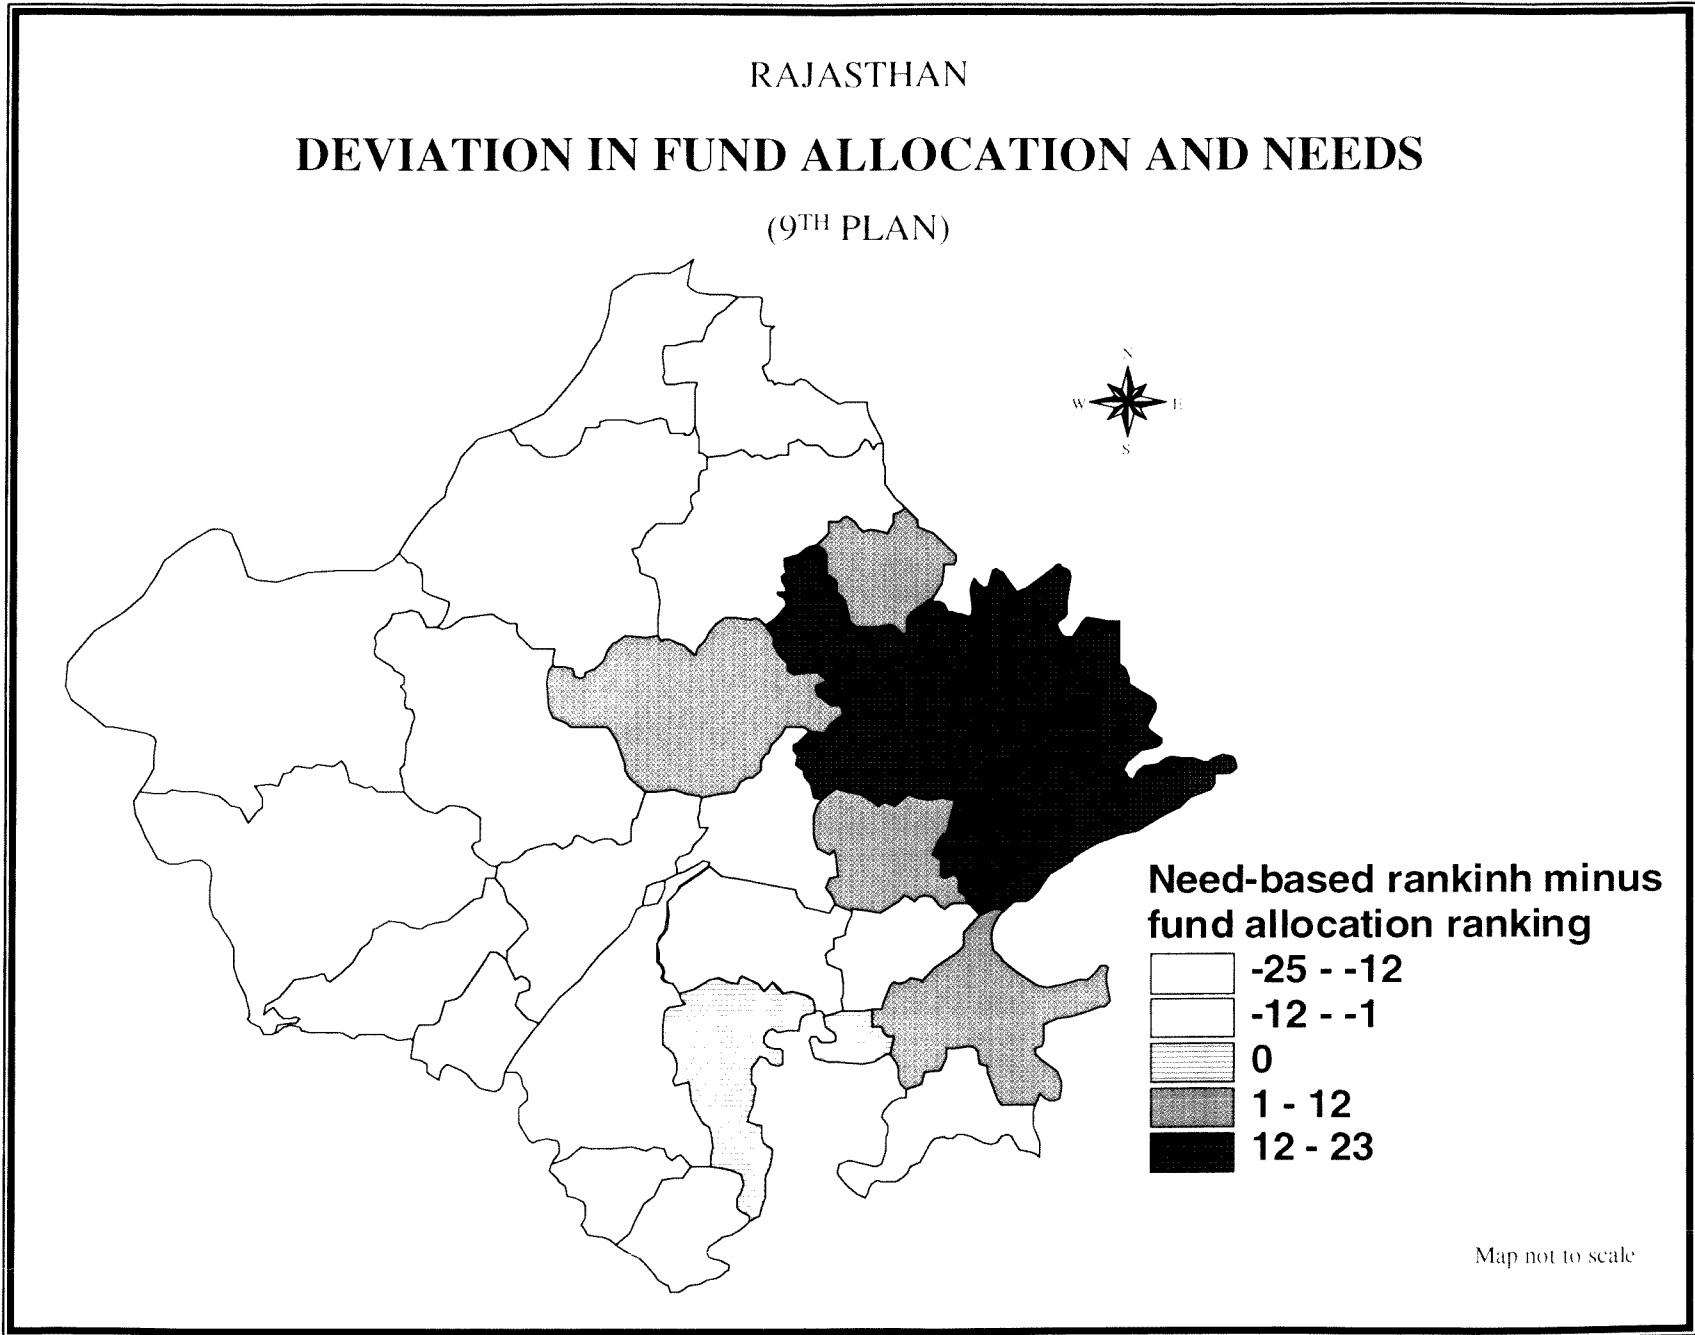 RAJASTHAN
DEVIATION IN FUND ALLOCATION AND NEEDS
(9TH PLAN)
N
W E
S
Need-based rankinh minus
fund allocation ranking
-25 - -12
-12 - -1
0
1 - 12
12 - 23
Map not to scale